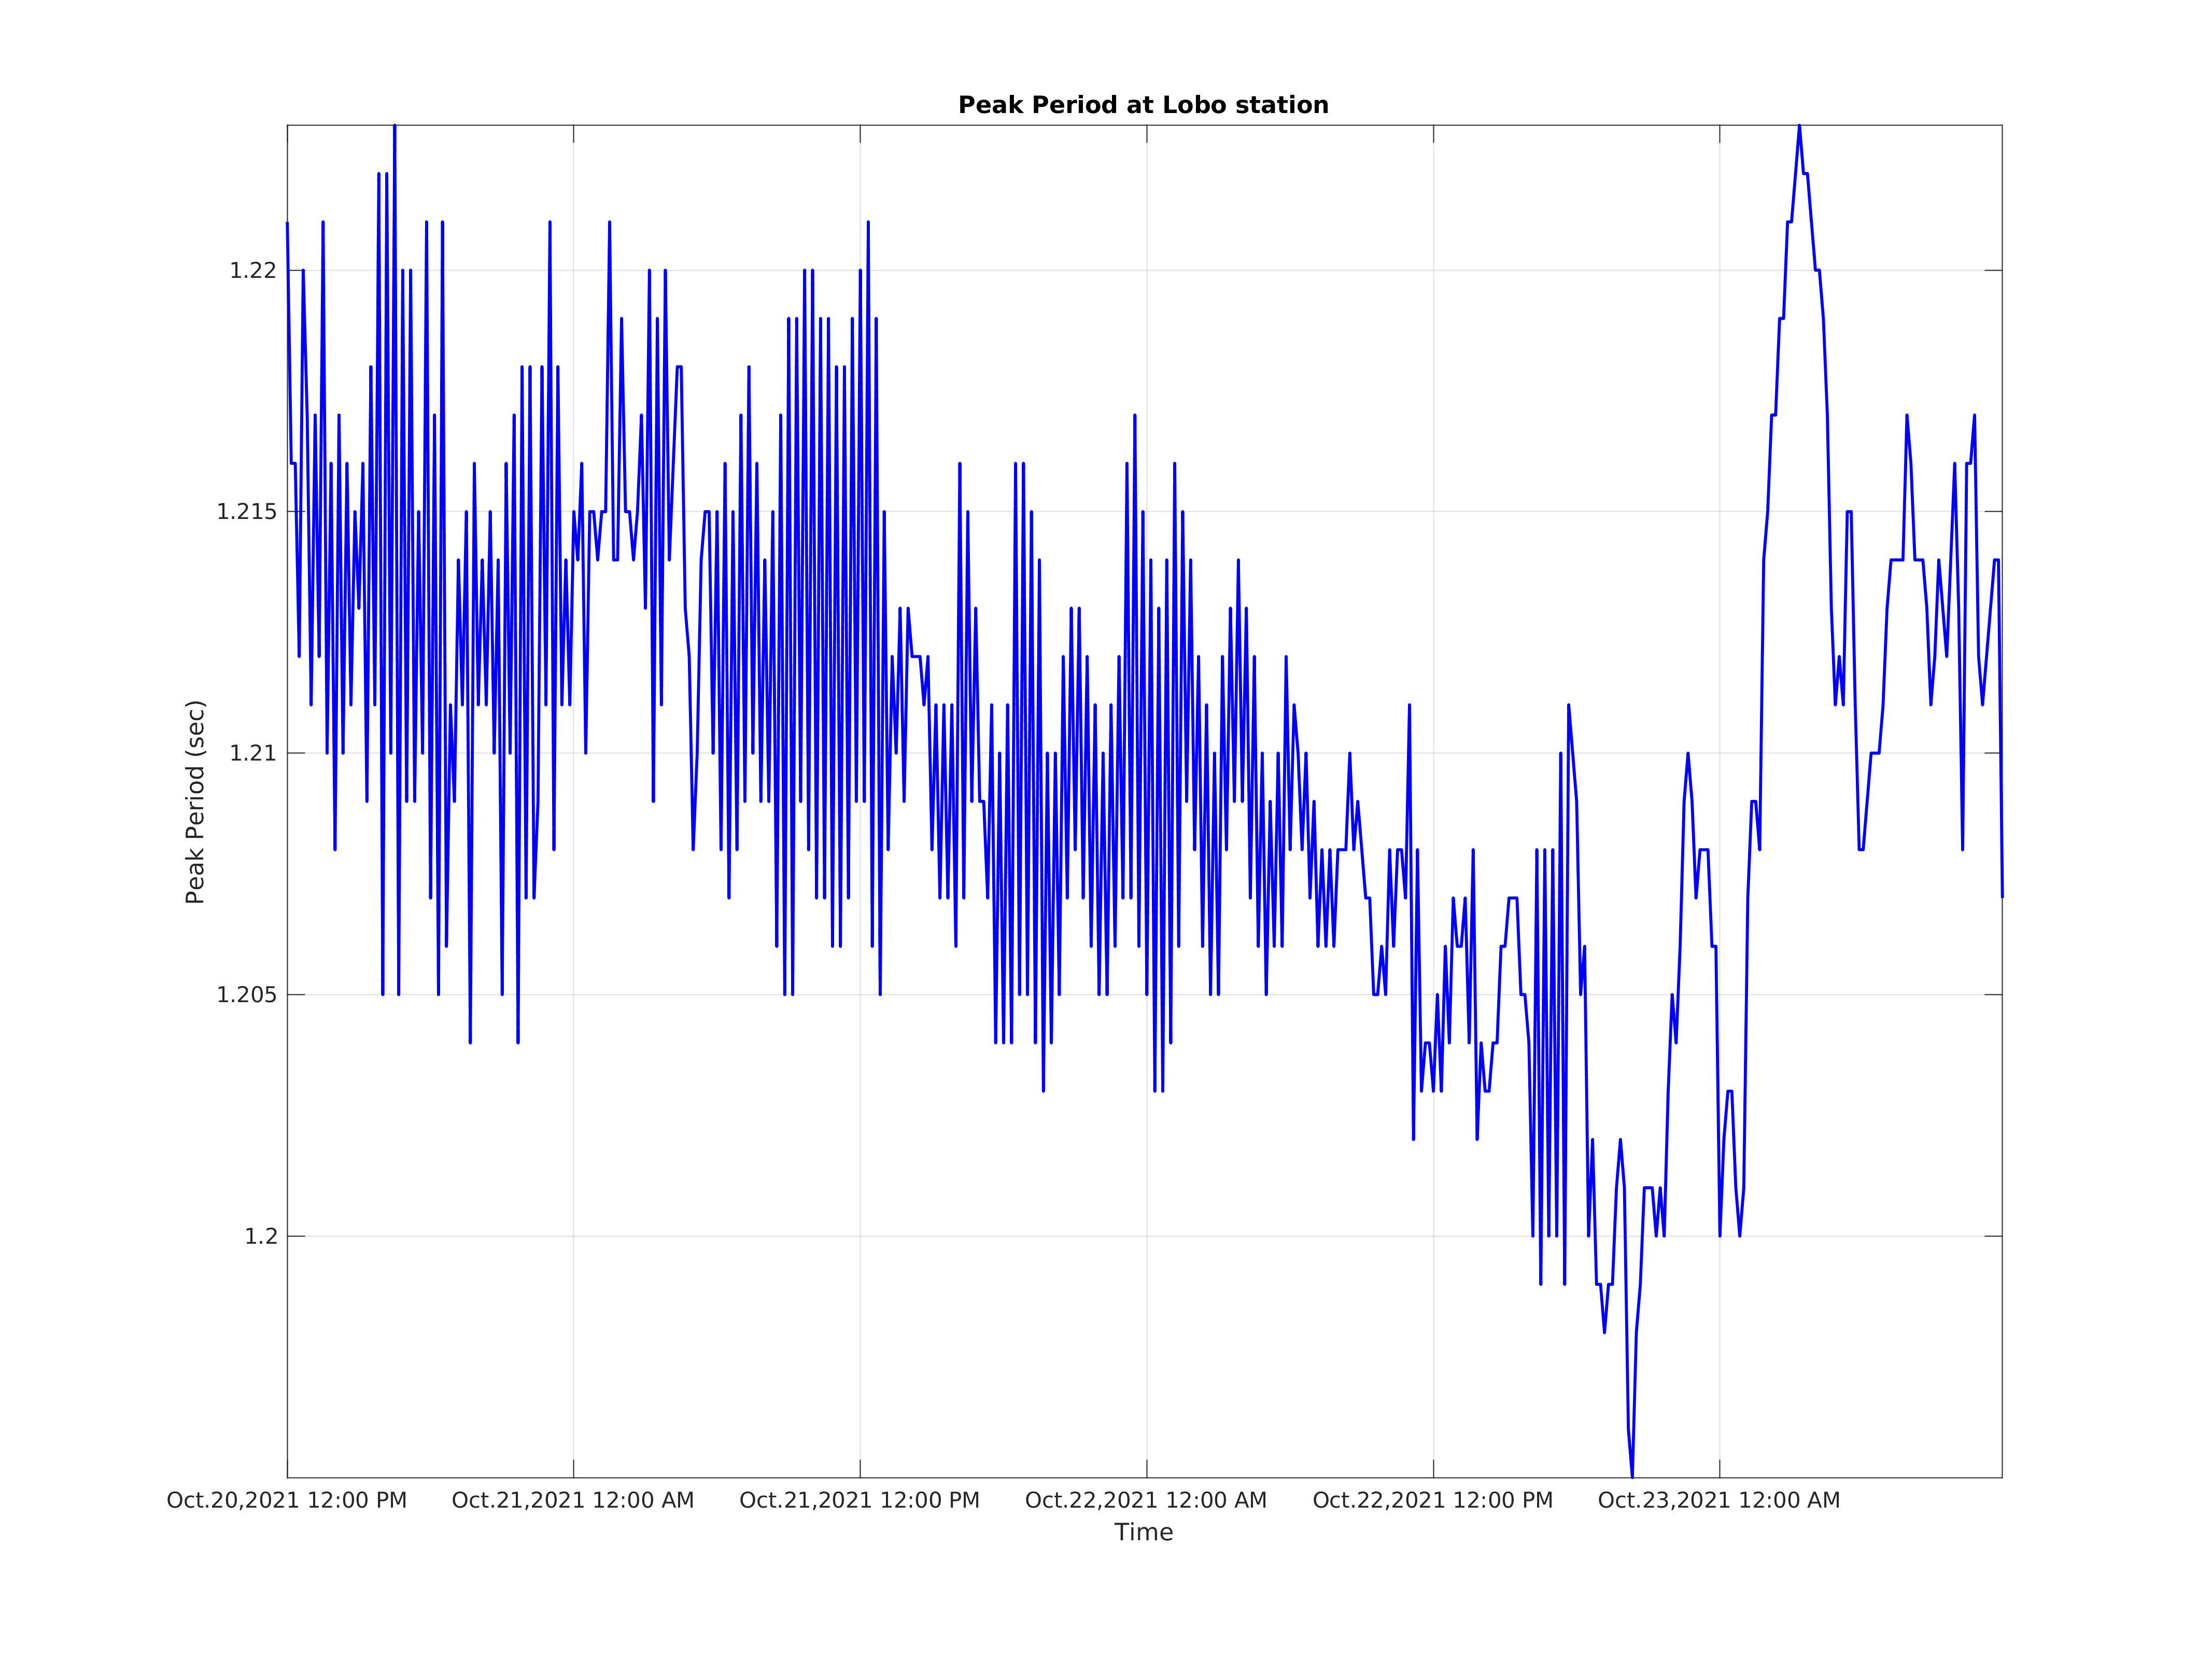 Peak Period at Lobo station
Peak Period (sec)
1.22
1.215
1.21
1.205
1.2
Oct.20,2021 12:00 PM
Oct.21,2021 12:00 AM
Oct.21,2021 12:00 PM
Oct.22,2021 12:00 AM
Oct.22,2021 12:00 PM
Oct.23,2021 12:00 AM
Time